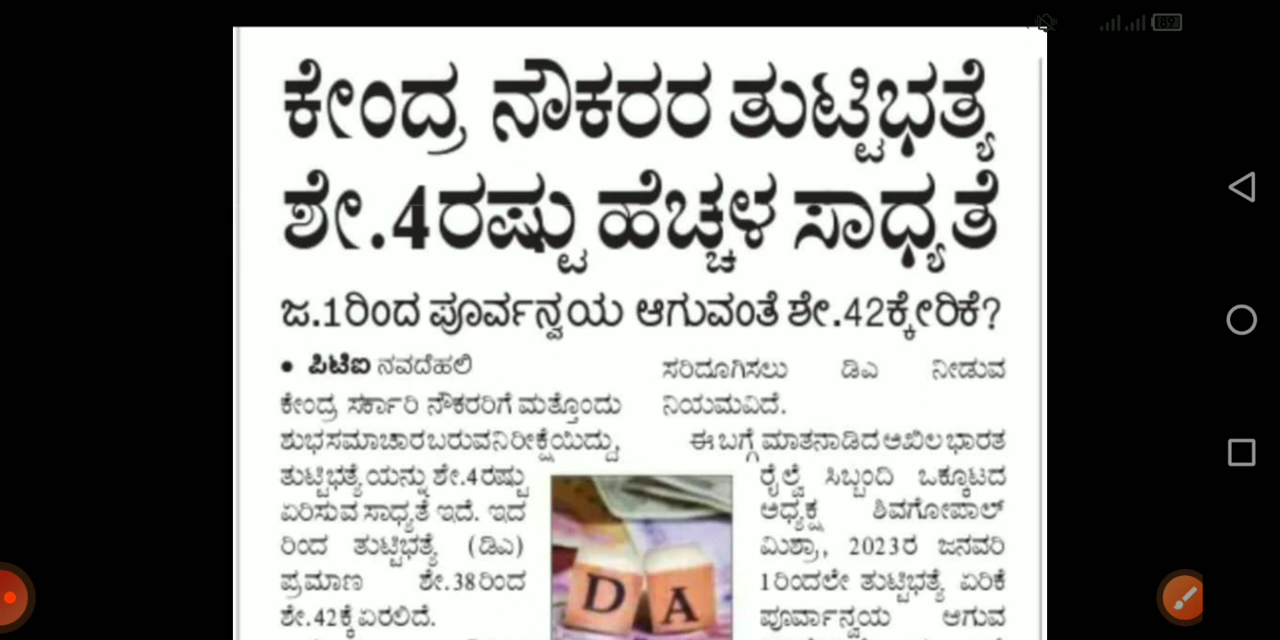 89
ಕೇಂದ್ರ ನೌಕರರ ತುಟ್ಟಿಭತ್ಯೆ
ಶೇ.4ರಷ್ಟು ಹೆಚ್ಚಳ ಸಾಧ್ಯತೆ
ಜ.1ರಿಂದ ಪೂರ್ವನ್ವಯ ಆಗುವಂತೆ ಶೇ.42ಕ್ಕೇರಿಕೆ?
• ಪಿಟಿಐ ನವದೆಹಲಿ
ಕೇಂದ್ರ ಸರ್ಕಾರಿ ನೌಕರರಿಗೆ ಮತ್ತೊಂದು
ಶುಭಸಮಾಚಾರ ಬರುವ ನಿರೀಕ್ಷೆಯಿದ್ದು,
ತುಟ್ಟಿಭತ್ಯೆ ಯನ್ನು ಶೇ.4ರಷ್ಟು
ಏರಿಸುವ ಸಾಧ್ಯತೆ ಇದೆ. ಇದ
ರಿಂದ ತುಟ್ಟಿಭತ್ಯೆ (ಡಿಎ)
ಪ್ರಮಾಣ ಶೇ.38ರಿಂದ
ಶೇ.42ಕ್ಕೆ ಏರಲಿದೆ.
D A
ಸರಿದೂಗಿಸಲು ಡಿಎ ನೀಡುವ
ನಿಯಮವಿದೆ.
ಈ ಬಗ್ಗೆ ಮಾತನಾಡಿದ ಅಖಿಲ ಭಾರತ
ರೈಲ್ವೆ ಸಿಬ್ಬಂದಿ ಒಕ್ಕೂಟದ
ಅಧ್ಯಕ್ಷ ಶಿವಗೋಪಾಲ್
ಮಿಶ್ರಾ, 2023ರ ಜನವರಿ
1ರಿಂದಲೇ ತುಟ್ಟಿಭತ್ಯೆ ಏರಿಕೆ
ಪೂರ್ವಾನ್ವಯ ಆಗುವ